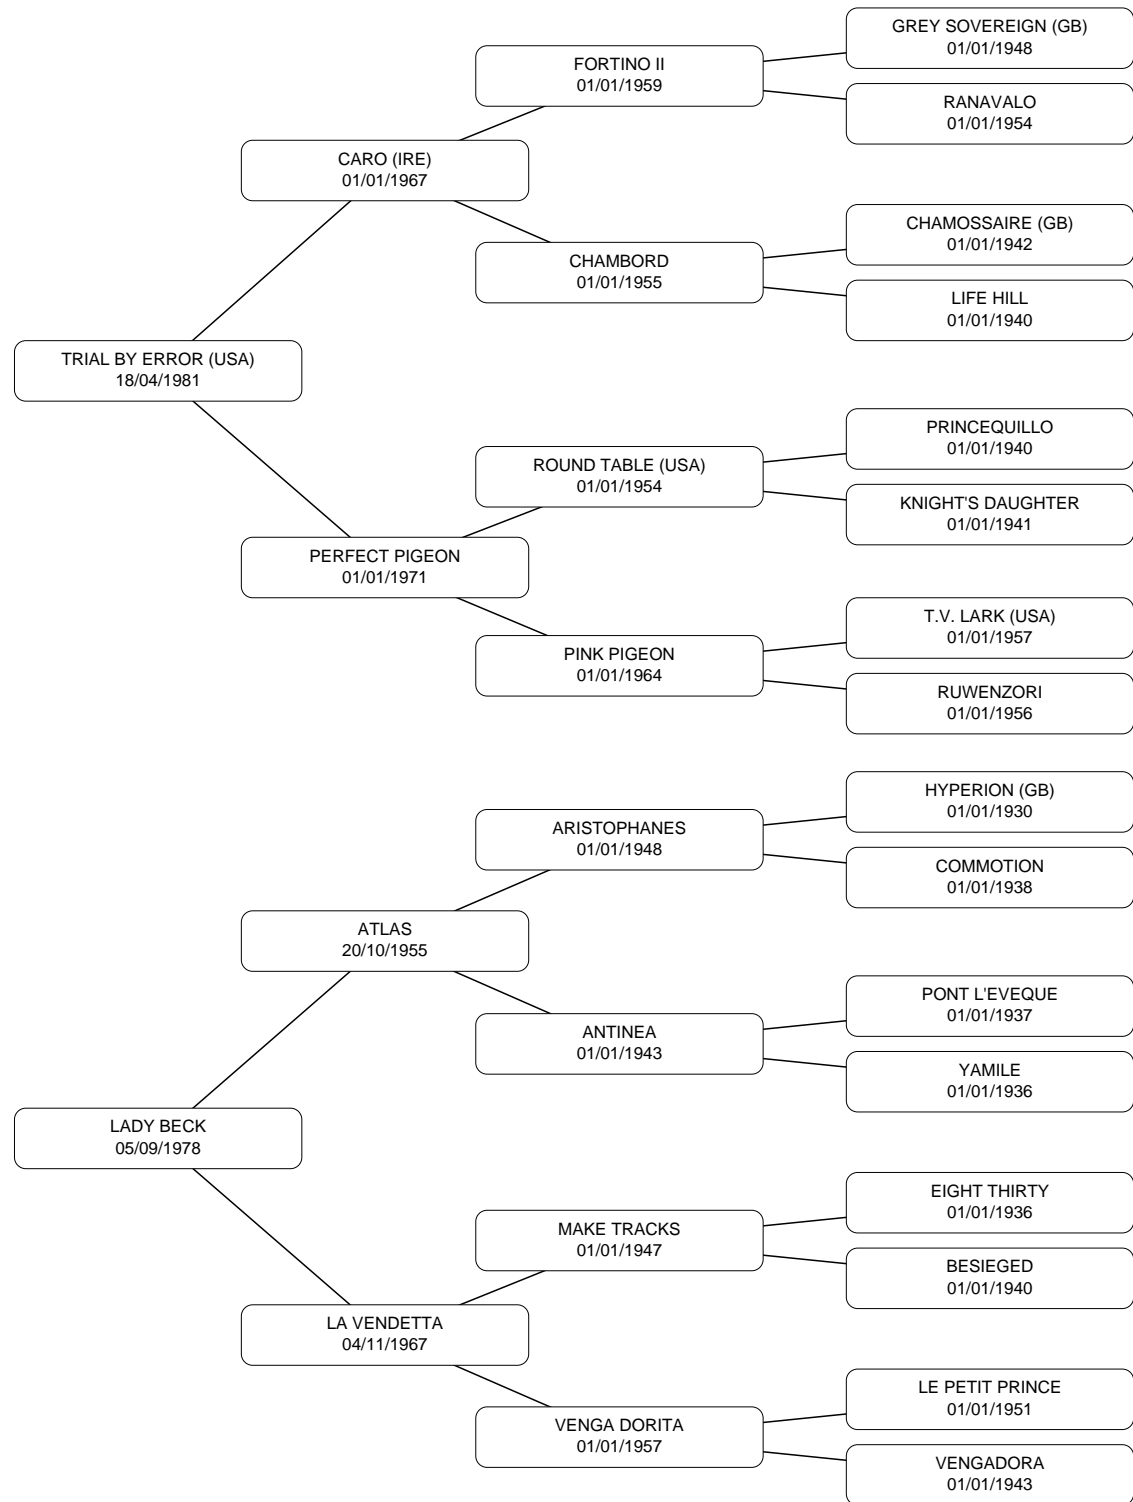 GREY SOVEREIGN (GB)
01/01/1948
FORTINO II
01/01/1959
RANAVALO
01/01/1954
CARO (IRE)
01/01/1967
CHAMOSSAIRE (GB)
01/01/1942
CHAMBORD
01/01/1955
LIFE HILL
01/01/1940
TRIAL BY ERROR (USA)
18/04/1981
PRINCEQUILLO
01/01/1940
ROUND TABLE (USA)
01/01/1954
KNIGHT'S DAUGHTER
01/01/1941
PERFECT PIGEON
01/01/1971
T.V. LARK (USA)
01/01/1957
PINK PIGEON
01/01/1964
RUWENZORI
01/01/1956
HYPERION (GB)
01/01/1930
ARISTOPHANES
01/01/1948
COMMOTION
01/01/1938
ATLAS
20/10/1955
PONT L'EVEQUE
01/01/1937
ANTINEA
01/01/1943
YAMILE
01/01/1936
LADY BECK
05/09/1978
EIGHT THIRTY
01/01/1936
MAKE TRACKS
01/01/1947
BESIEGED
01/01/1940
LA VENDETTA
04/11/1967
LE PETIT PRINCE
01/01/1951
VENGA DORITA
01/01/1957
VENGADORA
01/01/1943